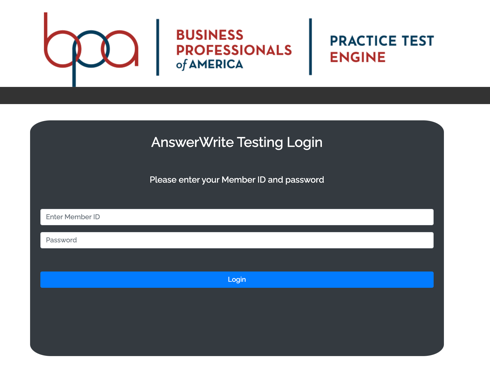 bpa
BUSINESS
PROFESSIONALS
of AMERICA
PRACTICE TEST
ENGINE
AnswerWrite Testing Login
Please enter your Member ID and password
Enter Member ID
Password
Login